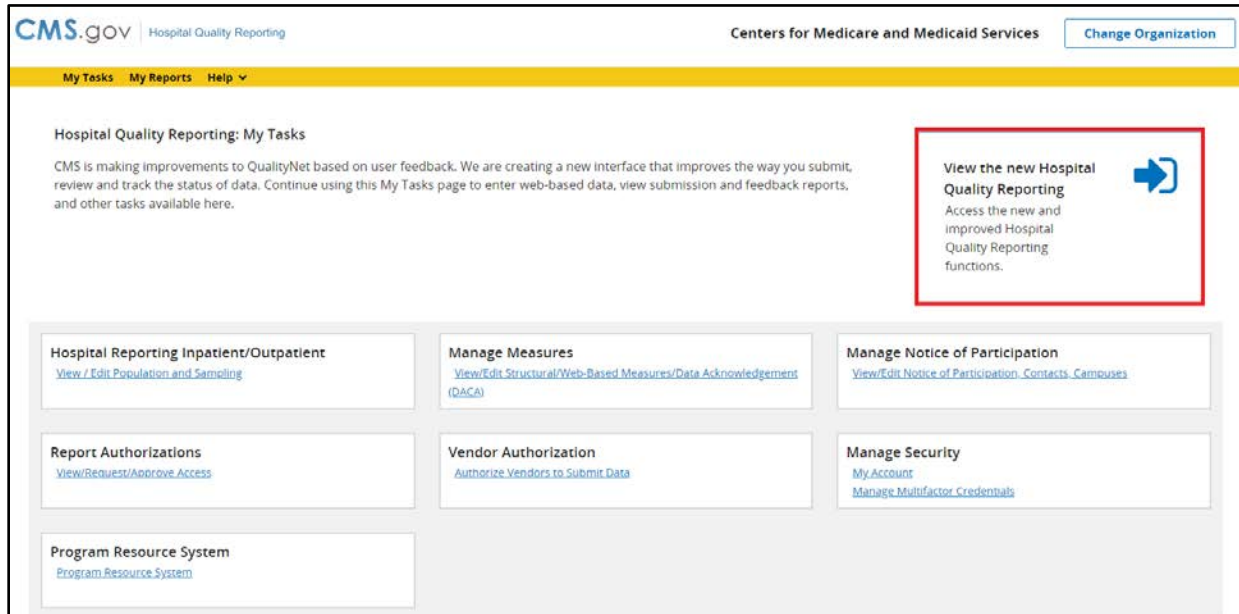 CMS.gov Hospital Quality Reporting
Centers for Medicare and Medicaid Services
Change Organization
My Tasks My Reports Help
Hospital Quality Reporting: My Tasks
CMS is making improvements to QualityNet based on user feedback. We are creating a new interface that improves the way you submit,
review and track the status of data. Continue using this My Tasks page to enter web-based data, view submission and feedback reports,
and other tasks available here.
View the new Hospital
Quality Reporting
Access the new and
improved Hospital
Quality Reporting
functions.
Hospital Reporting Inpatient/Outpatient
View / Edit Population and Sampling
Manage Measures
View/Edit Structural/Web-Based Measures/Data Acknowledgement
(DACA)
Manage Notice of Participation
View/Edit Notice of Participation, Contacts, Campuses
Report Authorizations
View/Request/Approve Access
Vendor Authorization
Authorize Vendors to Submit Data
Manage Security
My Account
Manage Multifactor Credentials
Program Resource System
Program Resource System